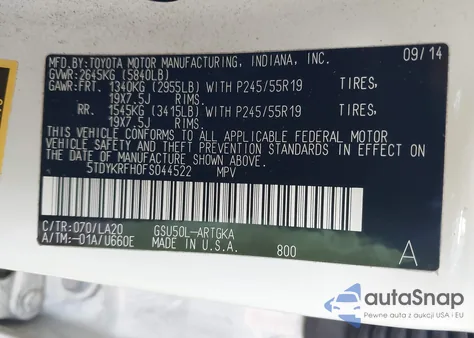 MFD.BY: TOYOTA MOTOR MANUFACTURING, INDIANA, INC. 09/14
GVWR: 2645KG (5840LB)
GAWR: FRT. 1340KG (2955LB) WITH P245/55R19 TIRES,
19X7.5J RIMS.
RR. 1545KG (3415LB) WITH P245/55R19 TIRES,
19X7.5J RIMS.
THIS VEHICLE CONFORMS TO ALL APPLICABLE FEDERAL MOTOR
VEHICLE SAFETY AND THEFT PREVENTION STANDARDS IN EFFECT ON
THE DATE OF MANUFACTURE SHOWN ABOVE.
5TDYKRFH0FS044522 MPV
C/TR: 070/LA20 GSU50L-ARTGKA
A/TM: -01A/U660E MADE IN U.S.A. 800 A
autoSnap
Pewne auta z aukcji USA i EU